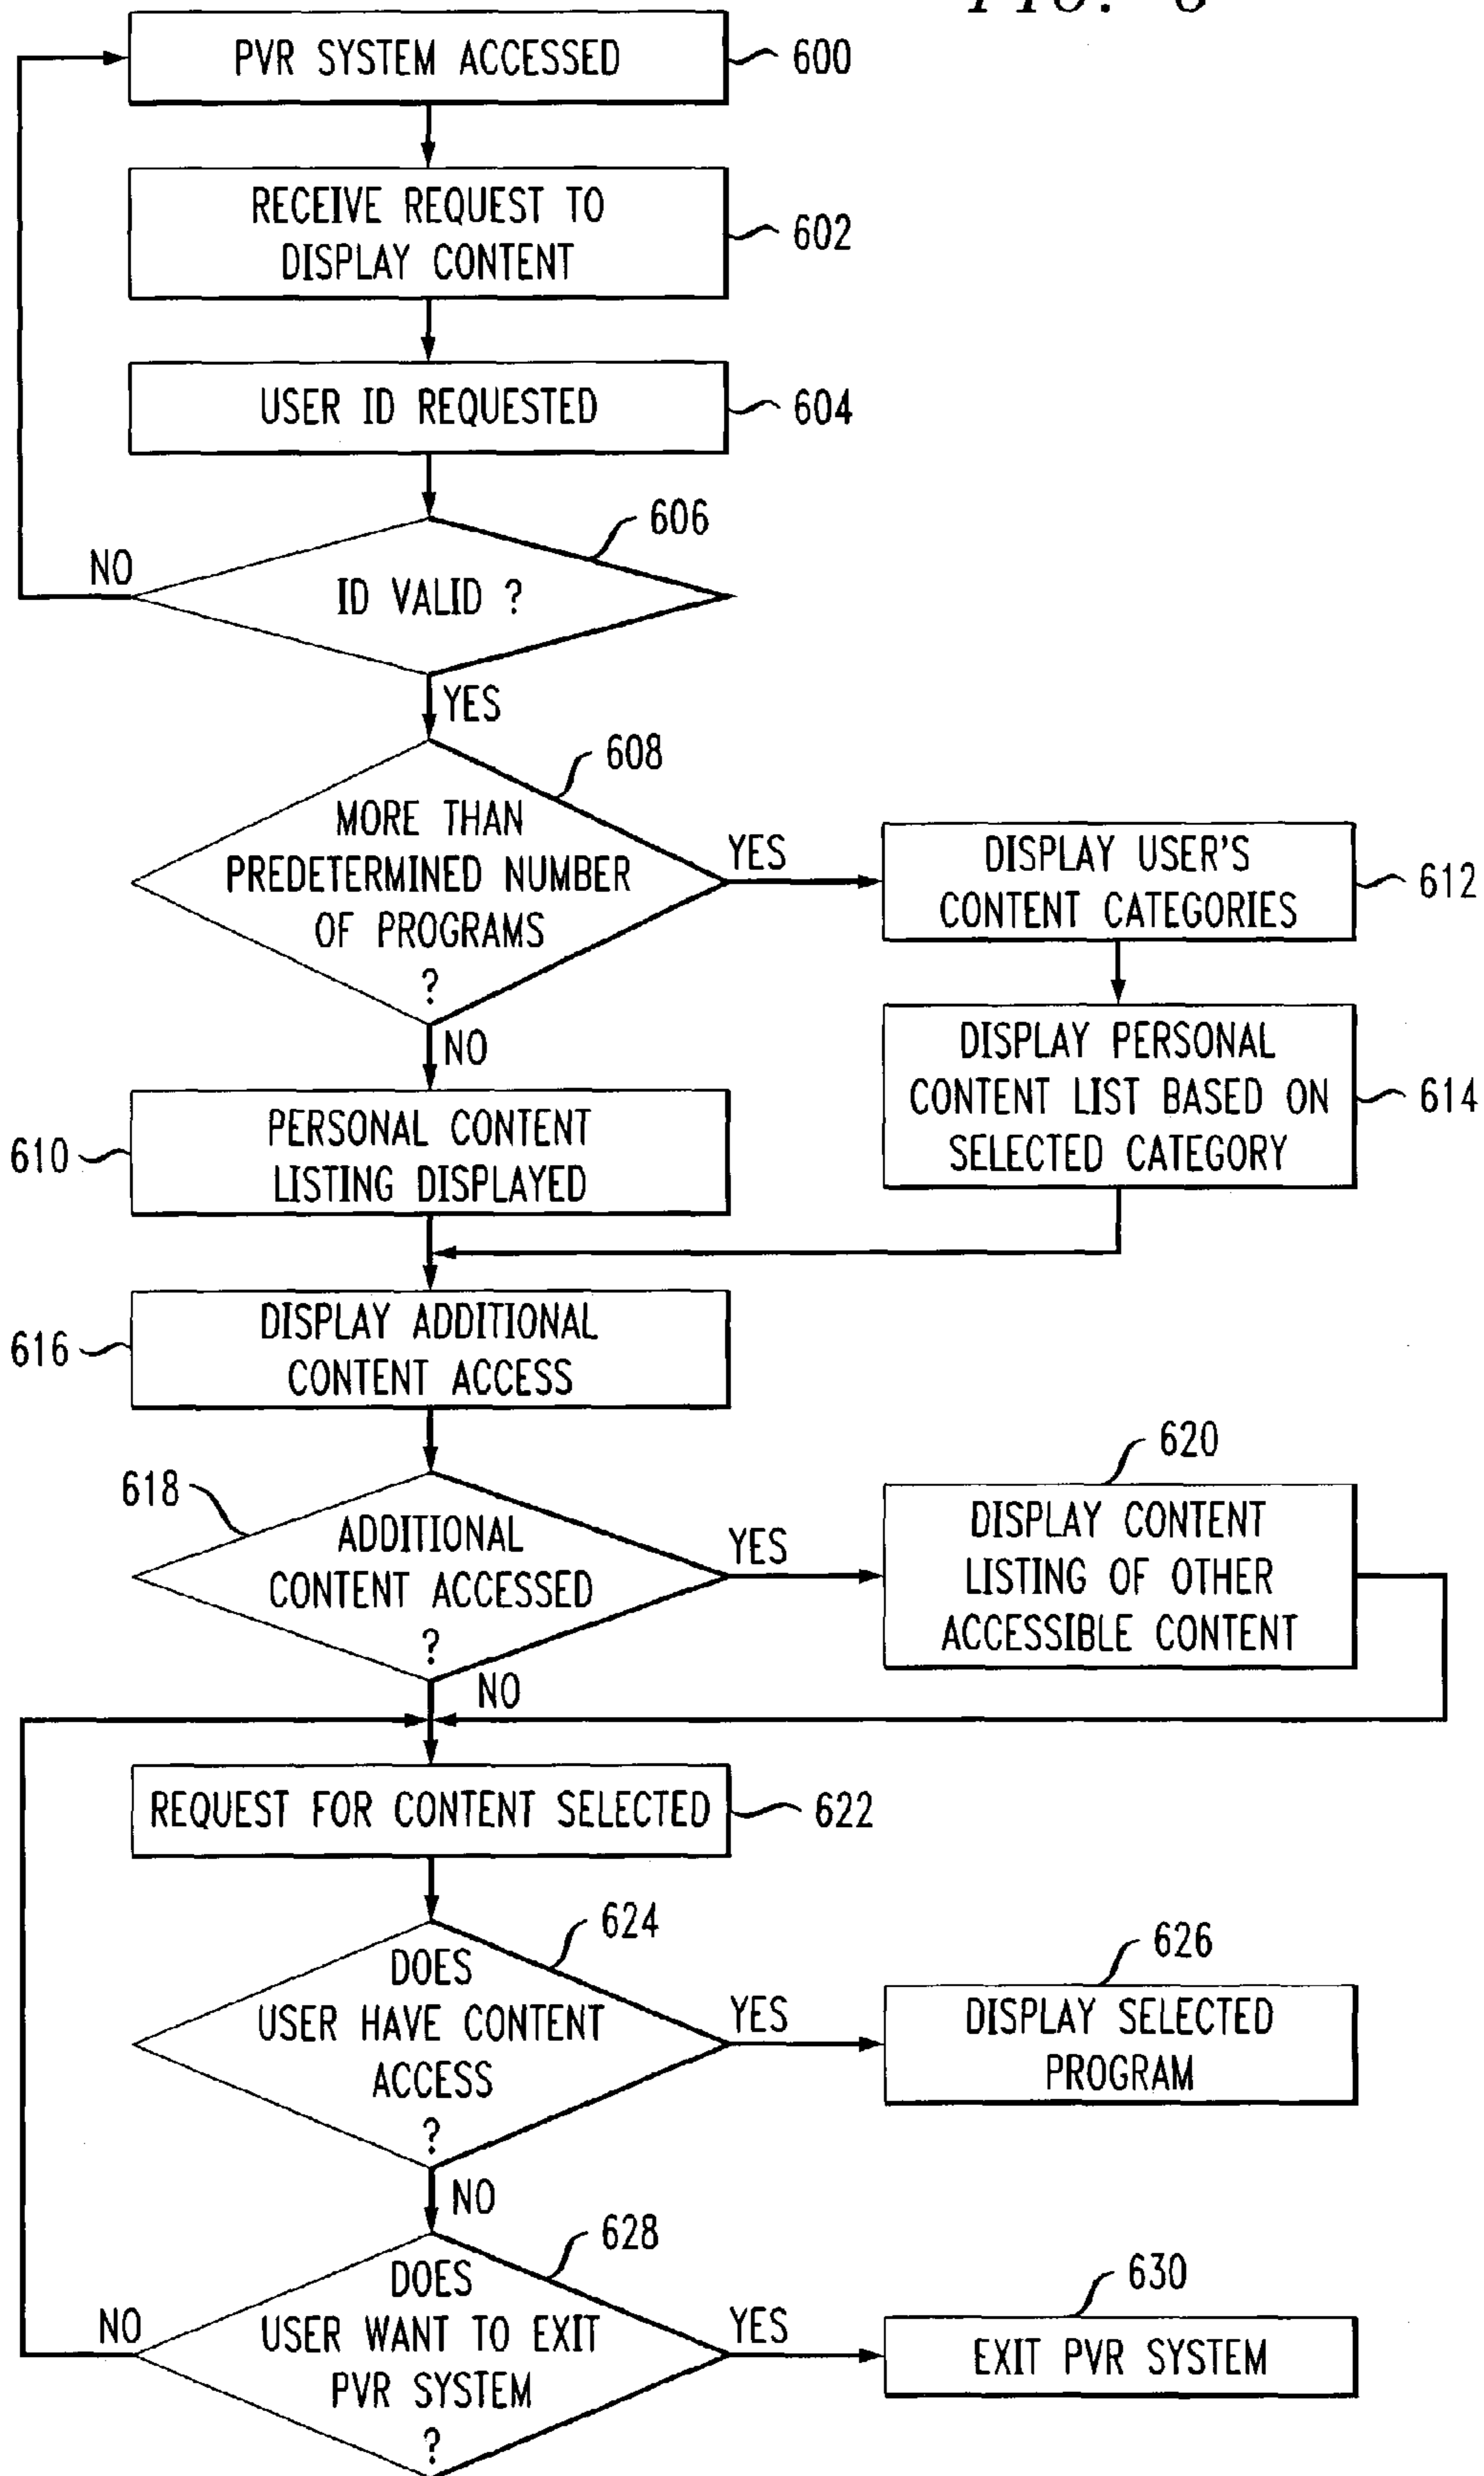 FIG. 6
PVR SYSTEM ACCESSED
600
RECEIVE REQUEST TO
DISPLAY CONTENT
602
USER ID REQUESTED
604
606
NO
ID VALID ?
YES
608
MORE THAN
PREDETERMINED NUMBER
OF PROGRAMS
?
YES
DISPLAY USER'S
CONTENT CATEGORIES
612
NO
DISPLAY PERSONAL
CONTENT LIST BASED ON
SELECTED CATEGORY
614
610
PERSONAL CONTENT
LISTING DISPLAYED
616
DISPLAY ADDITIONAL
CONTENT ACCESS
618
ADDITIONAL
CONTENT ACCESSED
?
YES
620
DISPLAY CONTENT
LISTING OF OTHER
ACCESSIBLE CONTENT
NO
REQUEST FOR CONTENT SELECTED
622
624
DOES
USER HAVE CONTENT
ACCESS
?
YES
626
DISPLAY SELECTED
PROGRAM
NO
628
DOES
USER WANT TO EXIT
PVR SYSTEM
?
NO
YES
630
EXIT PVR SYSTEM